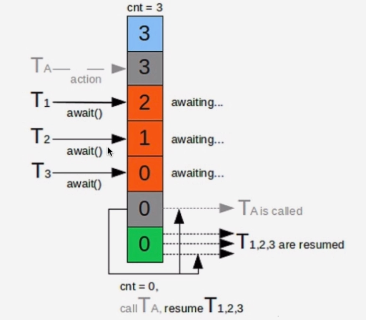 cnt = 3
3
TA
action
3
T1
await()
2
awaiting...
T2
await()
1
awaiting...
T3
await()
0
awaiting...
0
TA is called
0
T1,2,3 are resumed
cnt = 0,
call TA, resume T1,2,3